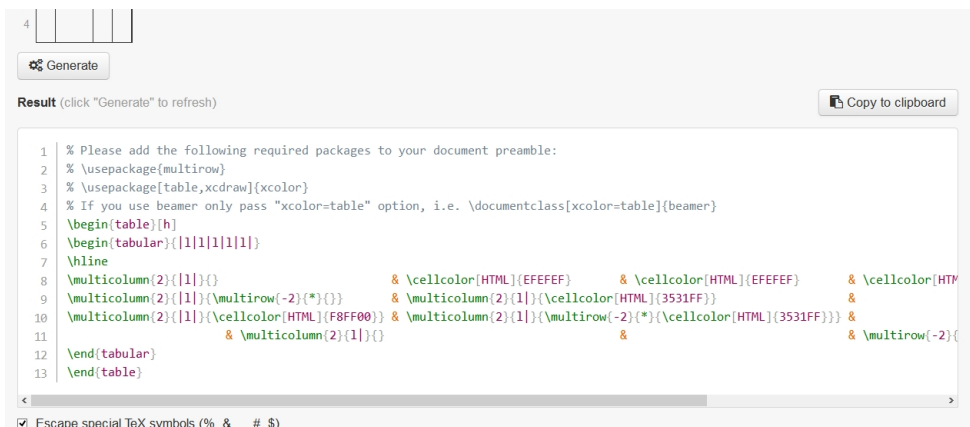 4
Generate
Result (click "Generate" to refresh)
Copy to clipboard
1 % Please add the following required packages to your document preamble:
2 % \usepackage{multirow}
3 % \usepackage[table,xcdraw]{xcolor}
4 % If you use beamer only pass "xcolor=table" option, i.e. \documentclass[xcolor=table]{beamer}
5 \begin{table}[h]
6 \begin{tabular}{|l|l|l|l|l|}
7 \hline
8 \multicolumn{2}{|l|}{} & \cellcolor[HTML]{EFEFEF} & \cellcolor[HTML]{EFEFEF} & \cellcolor[HTM
9 \multicolumn{2}{|l|}{\multirow{-2}{*}{}} & \multicolumn{2}{l|}{\cellcolor[HTML]{3531FF}} &
10 \multicolumn{2}{|l|}{\cellcolor[HTML]{F8FF00}} & \multicolumn{2}{l|}{\multirow{-2}{*}{\cellcolor[HTML]{3531FF}}} &
11 & \multicolumn{2}{l|}{} & & \multirow{-2}{
12 \end{tabular}
13 \end{table}
Escape special TeX symbols (%, &, _, #, $)